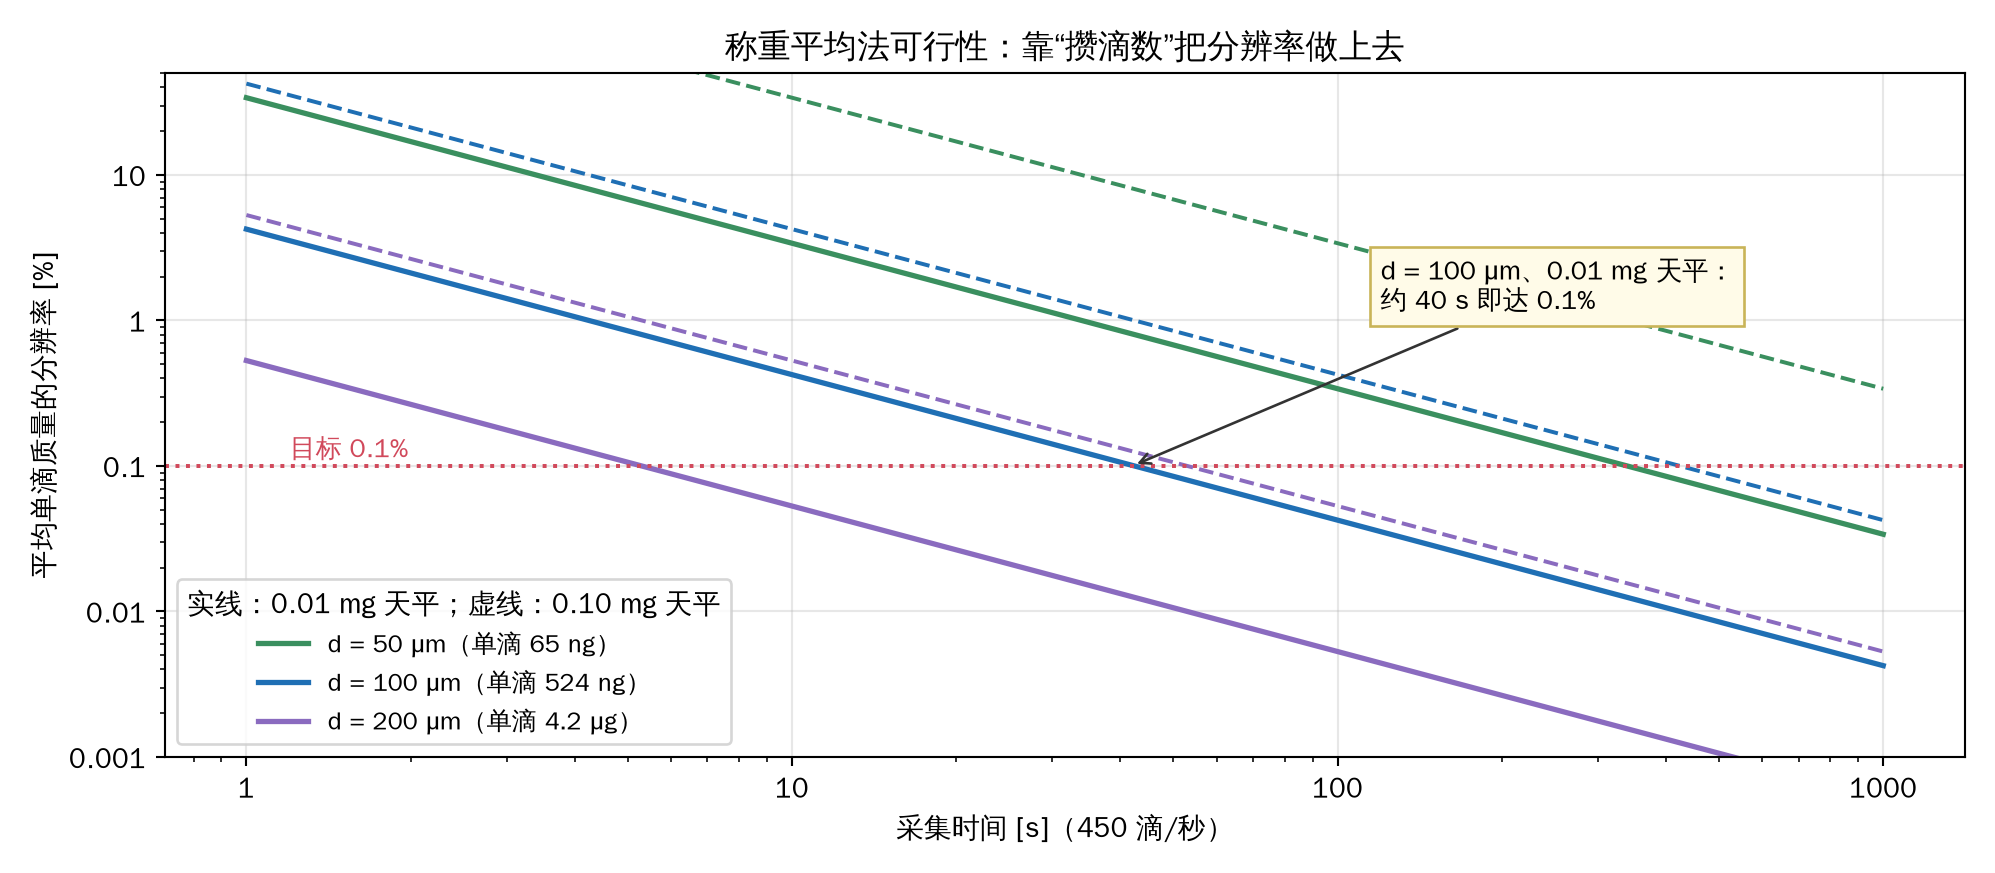 称重平均法可行性：靠“攒滴数”把分辨率做上去
平均单滴质量的分辨率 [%]
10
1
0.1
0.01
0.001
目标 0.1%
d = 100 µm、0.01 mg 天平：
约 40 s 即达 0.1%
实线：0.01 mg 天平；虚线：0.10 mg 天平
d = 50 µm（单滴 65 ng）
d = 100 µm（单滴 524 ng）
d = 200 µm（单滴 4.2 µg）
1
10
100
1000
采集时间 [s]（450 滴/秒）